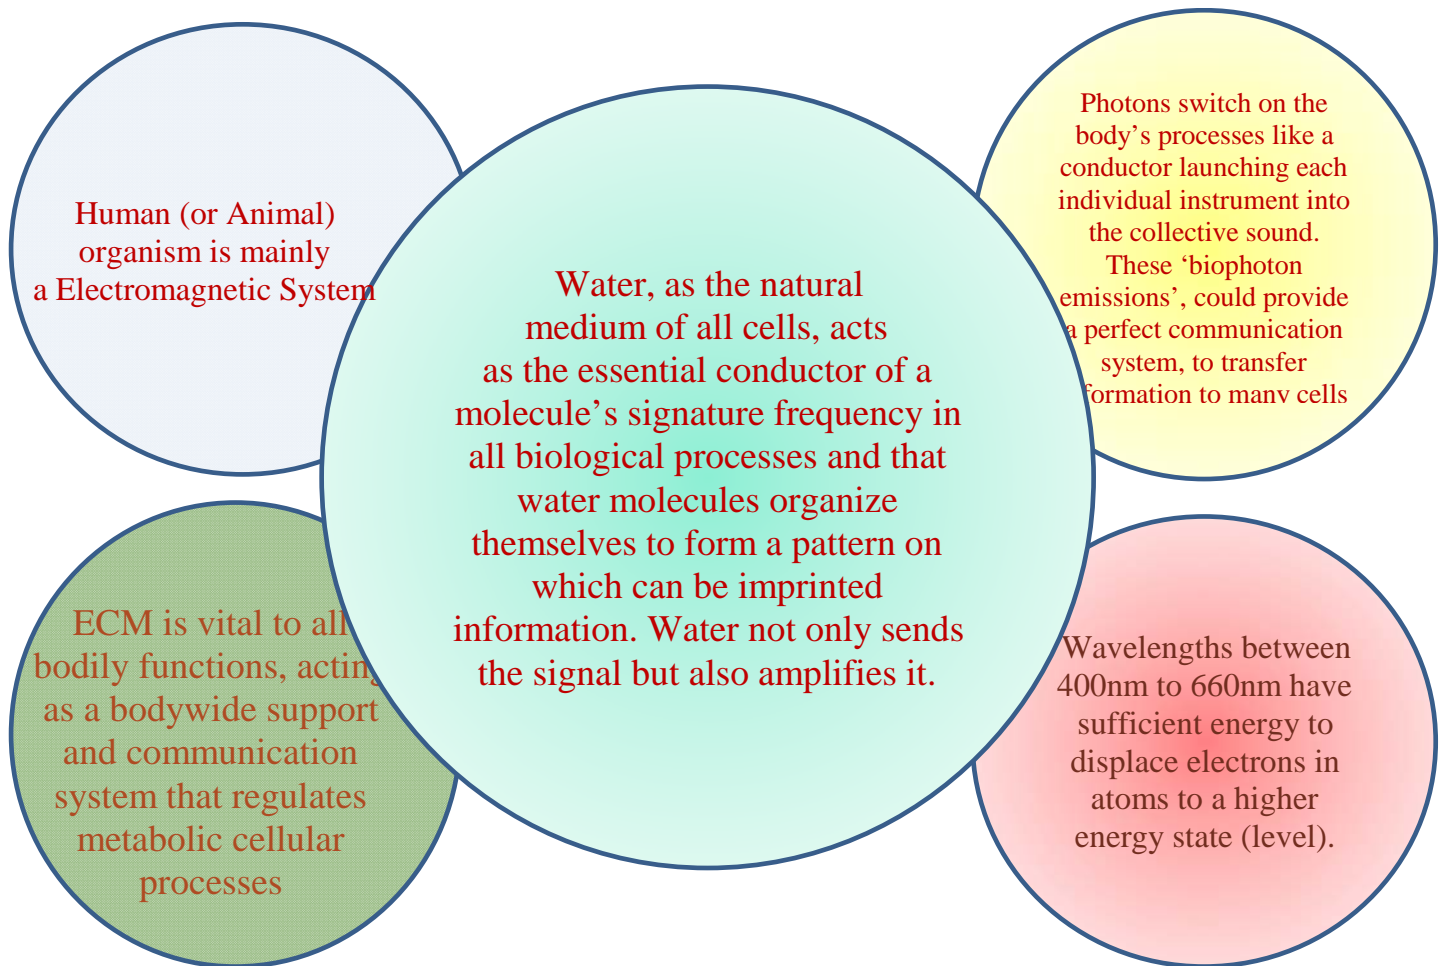 Human (or Animal)
organism is mainly
a Electromagnetic System
Photons switch on the
body’s processes like a
conductor launching each
individual instrument into
the collective sound.
These ‘biophoton
emissions’, could provide
a perfect communication
system, to transfer
formation to many cells
Water, as the natural
medium of all cells, acts
as the essential conductor of a
molecule’s signature frequency in
all biological processes and that
water molecules organize
themselves to form a pattern on
which can be imprinted
information. Water not only sends
the signal but also amplifies it.
ECM is vital to all
bodily functions, acting
as a bodywide support
and communication
system that regulates
metabolic cellular
processes
Wavelengths between
400nm to 660nm have
sufficient energy to
displace electrons in
atoms to a higher
energy state (level).